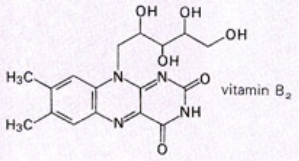 OH OH
OH
OH
N N O
H₃C
NH vitamin B₂
H₃C
N
O